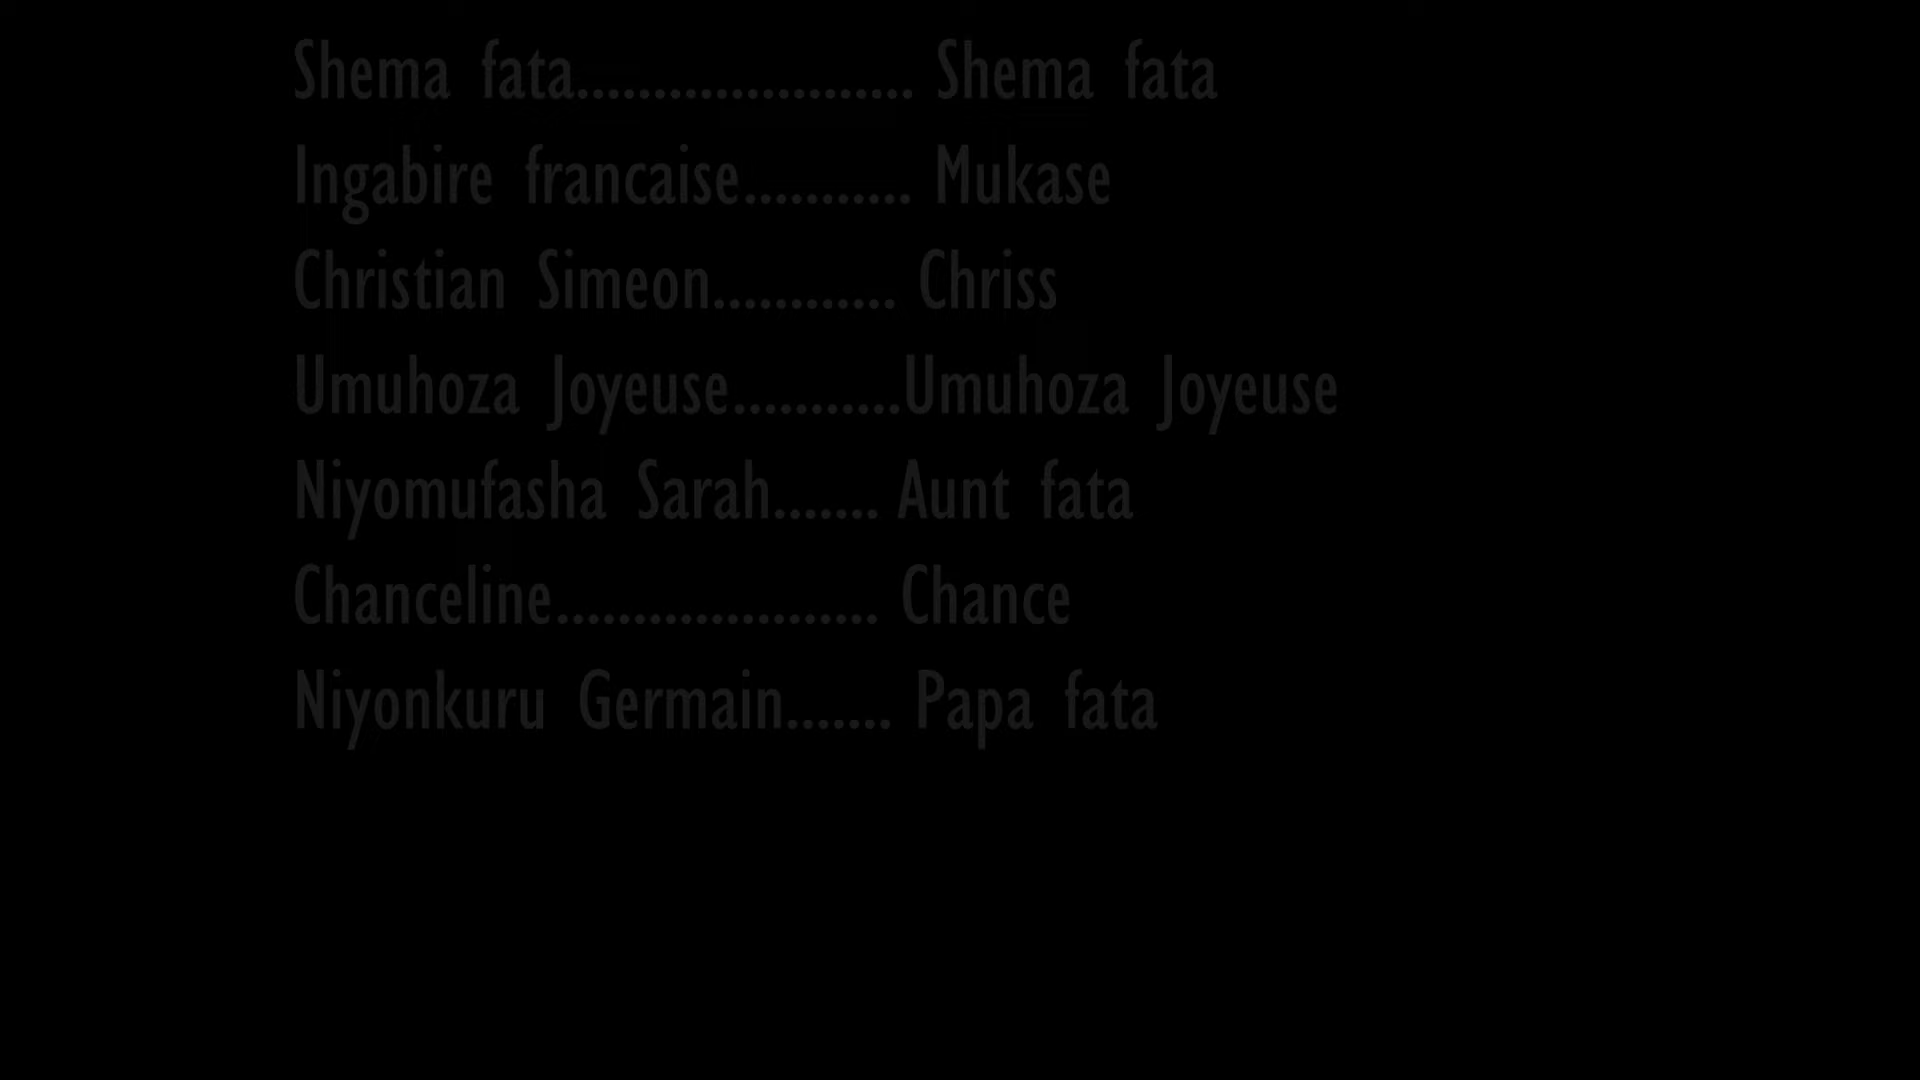 Shema fata...................... Shema fata
Ingabire francaise........... Mukase
Christian Simeon............ Chriss
Umuhoza Joyeuse...........Umuhoza Joyeuse
Niyomufasha Sarah....... Aunt fata
Chanceline..................... Chance
Niyonkuru Germain....... Papa fata